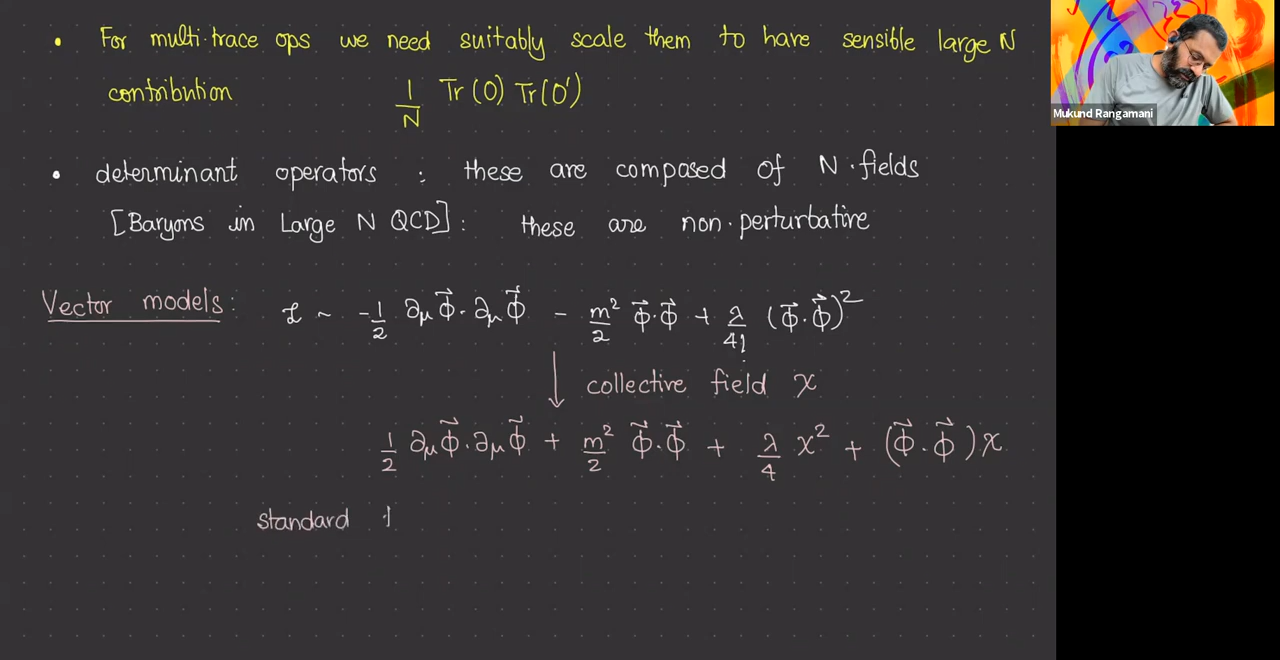 • For multi-trace ops we need suitably scale them to have sensible large N
contribution 1/N Tr(O) Tr(O')
• determinant operators : these are composed of N-fields
[Baryons in Large N QCD] : these are non-perturbative
Vector models: ℒ ~ -1/2 ∂μ Φ⃗·∂μ Φ⃗ - m²/2 Φ⃗·Φ⃗ + λ/4! (Φ⃗·Φ⃗)²
↓ collective field χ
1/2 ∂μ Φ⃗·∂μ Φ⃗ + m²/2 Φ⃗·Φ⃗ + λ/4 χ² + (Φ⃗·Φ⃗)χ
standard
Mukund Rangamani